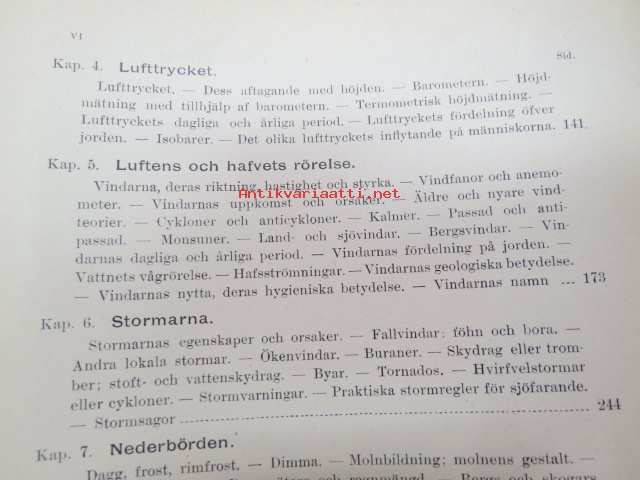 VI
Sid.
Kap. 4. Lufttrycket.
Lufttrycket. — Dess aftagande med höjden. — Barometern. — Höjd-
mätning med tillhjälp af barometern. — Termometrisk höjdmätning. —
Lufttryckets dagliga och årliga period. — Lufttryckets fördelning öfver
jorden. — Isobarer. — Det olika lufttryckets inflytande på människorna. 141
Kap. 5. Luftens och hafvets rörelse.
Vindarna, deras riktning, hastighet och styrka. — Vindfanor och anemo-
Antikvariaatti.net
meter. — Vindarnas uppkomst och orsaker. — Äldre och nyare vind-
teorier. — Cykloner och anticykloner. — Kalmer. — Passad och anti-
passad. — Monsuner. — Land- och sjövindar. — Bergsvindar. — Vin-
darnas dagliga och årliga period. — Vindarnas fördelning på jorden. —
Vattnets vågrörelse. — Hafsströmningar. — Vindarnas geologiska betydelse.
— Vindarnas nytta, deras hygieniska betydelse. — Vindarnas namn ... 173
Kap. 6. Stormarna.
Stormarnas egenskaper och orsaker. — Fallvindar: föhn och bora. —
Andra lokala stormar. — Ökenvindar. — Buraner. — Skydrag eller trom-
ber; stoft- och vattenskydrag. — Byar. — Tornados. — Hvirfvelstormar
eller cykloner. — Stormvarningar. — Praktiska stormregler för sjöfarande.
— Stormsagor 244
Kap. 7. Nederbörden.
Dagg, frost, rimfrost. — Dimma. — Molnbildning; molnens gestalt. —